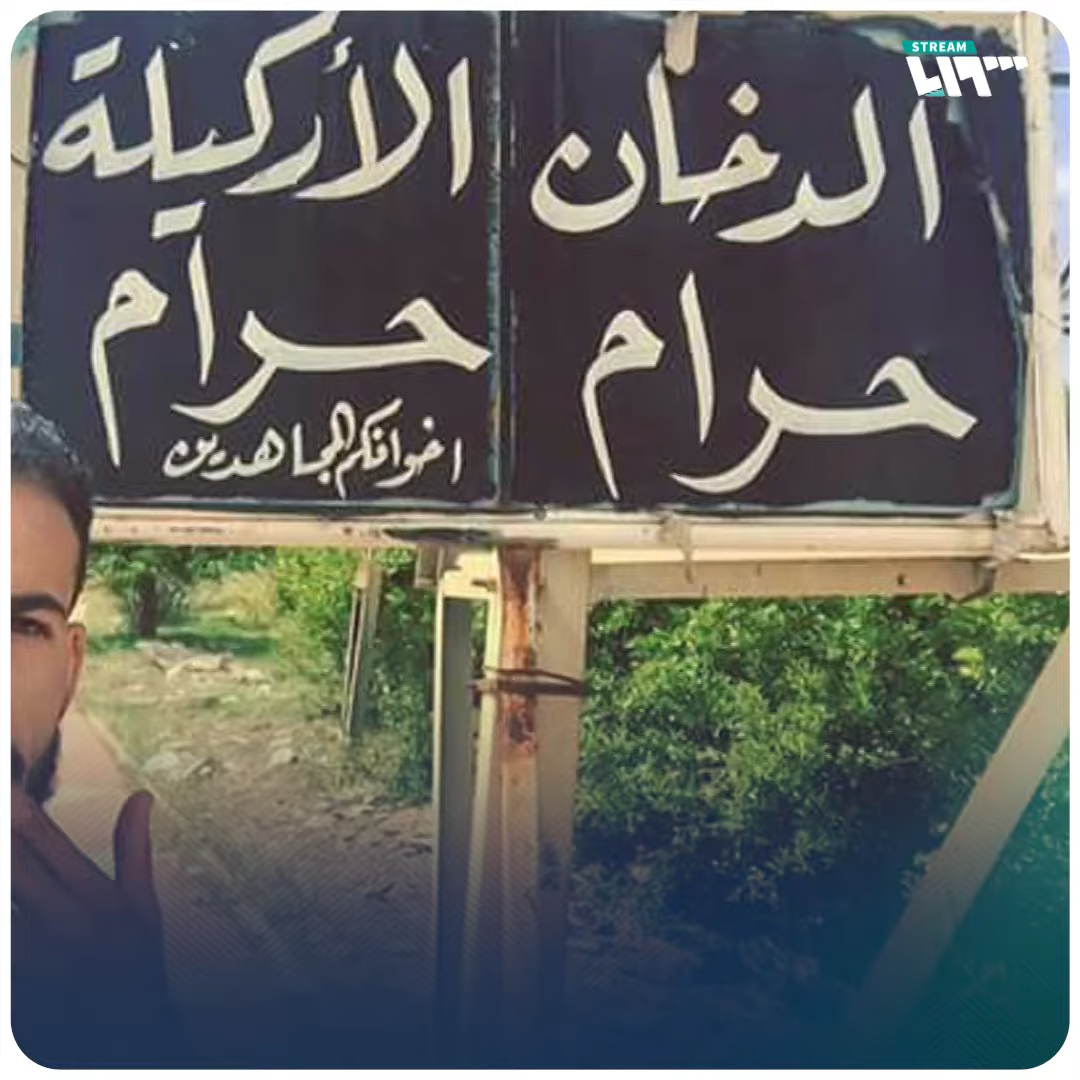 الدخان
حرام
الأركيلة
حرام
اخوانكم المجاهدين
STREAM